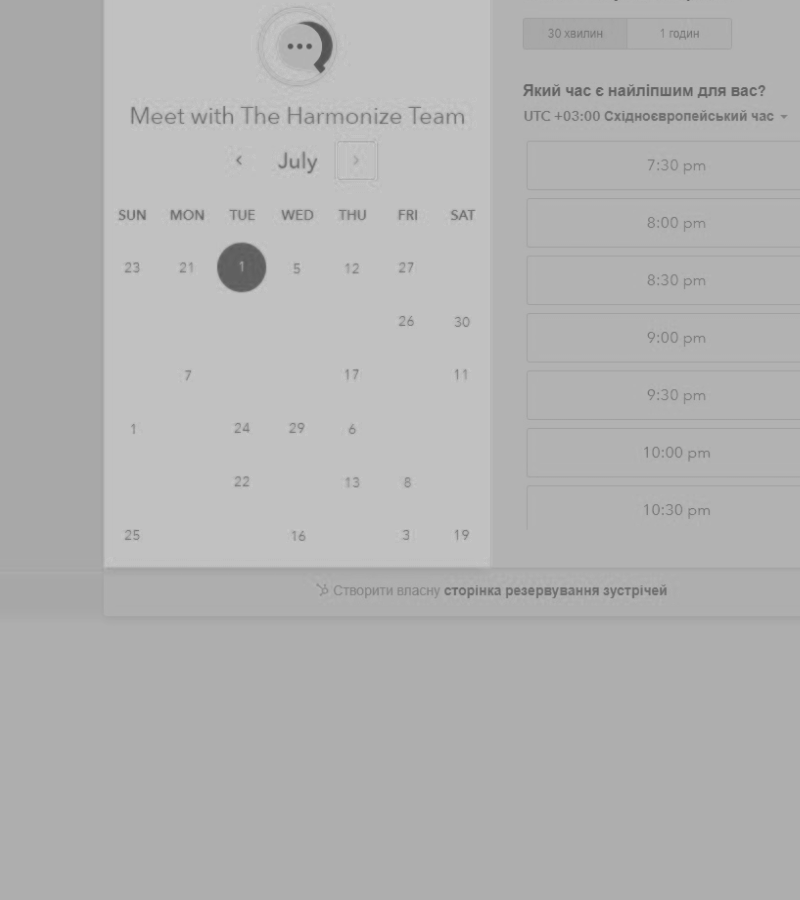 30 хвилин 1 годин
Який час є найліпшим для вас?
UTC +03:00 Східноєвропейський час
Meet with The Harmonize Team
July
SUN MON TUE WED THU FRI SAT
23 21 1 5 12 27
26 30
7 17 11
1 24 29 6
22 13 8
25 16 3 19
7:30 pm
8:00 pm
8:30 pm
9:00 pm
9:30 pm
10:00 pm
10:30 pm
Створити власну сторінка резервування зустрічей